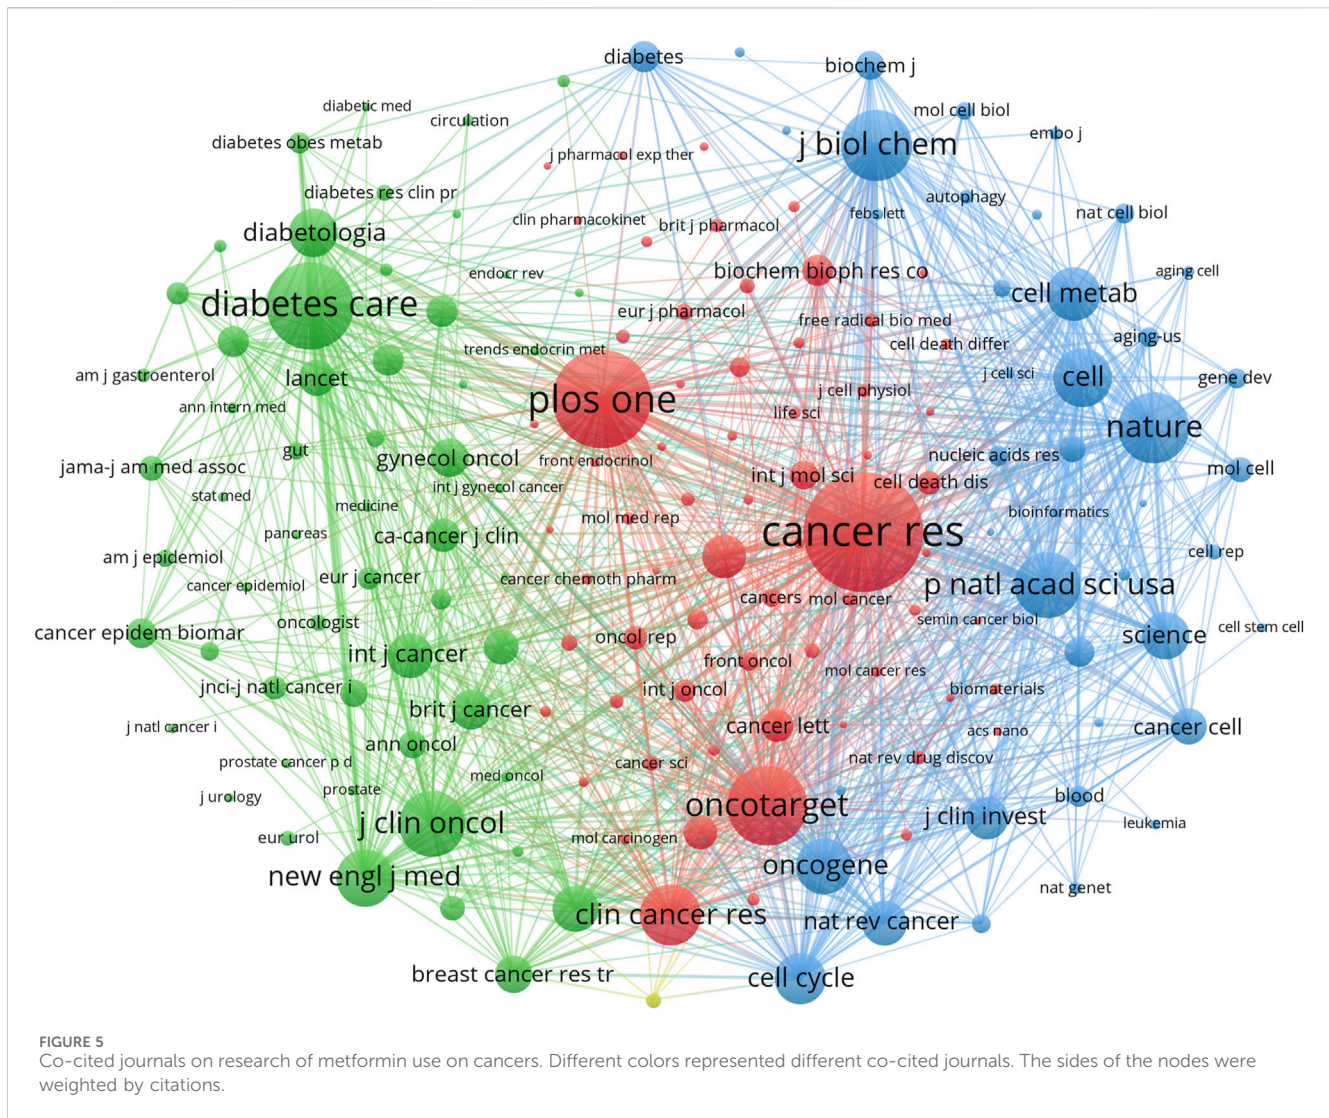 diabetes
biochem j
diabetic med
circulation
mol cell biol
embo j
diabetes obes metab
j biol chem
j pharmacol exp ther
diabetes res clin pr
autophagy
febs lett
nat cell biol
clin pharmacokinet
brit j pharmacol
diabetologia
endocr rev
biochem bioph res co
aging cell
diabetes care
cell metab
eur j pharmacol
free radical bio med
trends endocrin met
cell death differ
aging-us
am j gastroenterol
lancet
j cell sci
cell
gene dev
ann intern med
plos one
j cell physiol
life sci
nature
gut
gynecol oncol
front endocrinol
nucleic acids res
jama-j am med assoc
int j mol sci
cell death dis
mol cell
stat med
int j gynecol cancer
medicine
mol med rep
bioinformatics
pancreas
ca-cancer j clin
cancer res
am j epidemiol
cell rep
cancer epidemiol
eur j cancer
cancer chemoth pharm
cancers
mol cancer
p natl acad sci usa
oncologist
semin cancer biol
cancer epidem biomar
oncol rep
science
cell stem cell
int j cancer
front oncol
mol cancer res
jnci-j natl cancer i
int j oncol
biomaterials
brit j cancer
j natl cancer i
cancer lett
acs nano
cancer cell
ann oncol
prostate cancer p d
med oncol
cancer sci
nat rev drug discov
j urology
prostate
oncotarget
blood
j clin oncol
j clin invest
leukemia
eur urol
mol carcinogen
new engl j med
oncogene
nat genet
clin cancer res
nat rev cancer
breast cancer res tr
cell cycle
FIGURE 5
Co-cited journals on research of metformin use on cancers. Different colors represented different co-cited journals. The sides of the nodes were
weighted by citations.